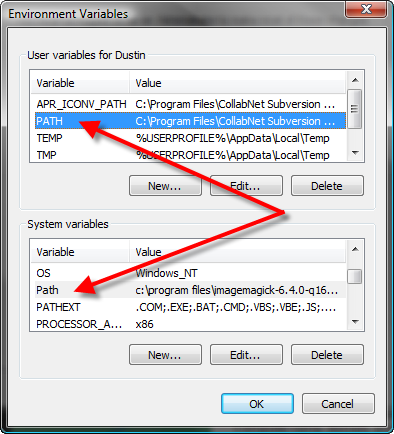 Environment Variables
User variables for Dustin
Variable Value
APR_ICONV_PATH C:\Program Files\CollabNet Subversion ...
PATH C:\Program Files\CollabNet Subversion ...
TEMP %USERPROFILE%\AppData\Local\Temp
TMP %USERPROFILE%\AppData\Local\Temp
New... Edit... Delete
System variables
Variable Value
OS Windows_NT
Path c:\program files\imagemagick-6.4.0-q16...
PATHEXT .COM;.EXE;.BAT;.CMD;.VBS;.VBE;.JS;....
PROCESSOR_A... x86
New... Edit... Delete
OK Cancel